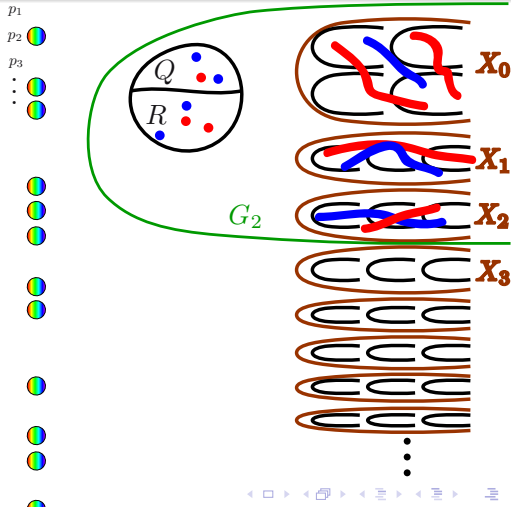 p₁
p₂
p₃
Q
R
G₂
X₀
X₁
X₂
X₃